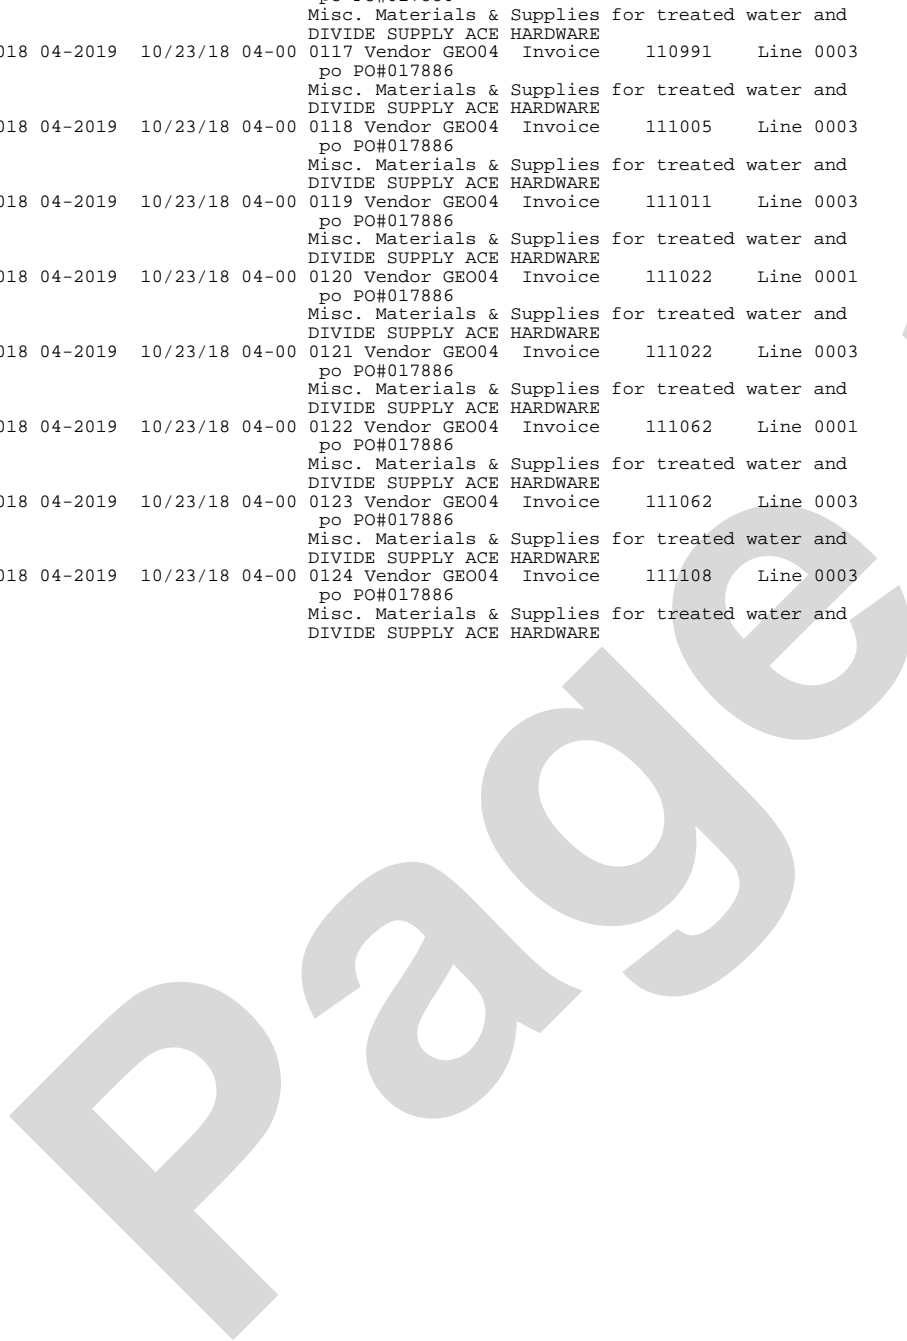 Misc. Materials & Supplies for treated water and
DIVIDE SUPPLY ACE HARDWARE
018 04-2019 10/23/18 04-00 0117 Vendor GEO04 Invoice 110991 Line 0003
po PO#017886
Misc. Materials & Supplies for treated water and
DIVIDE SUPPLY ACE HARDWARE
018 04-2019 10/23/18 04-00 0118 Vendor GEO04 Invoice 111005 Line 0003
po PO#017886
Misc. Materials & Supplies for treated water and
DIVIDE SUPPLY ACE HARDWARE
018 04-2019 10/23/18 04-00 0119 Vendor GEO04 Invoice 111011 Line 0003
po PO#017886
Misc. Materials & Supplies for treated water and
DIVIDE SUPPLY ACE HARDWARE
018 04-2019 10/23/18 04-00 0120 Vendor GEO04 Invoice 111022 Line 0001
po PO#017886
Misc. Materials & Supplies for treated water and
DIVIDE SUPPLY ACE HARDWARE
018 04-2019 10/23/18 04-00 0121 Vendor GEO04 Invoice 111022 Line 0003
po PO#017886
Misc. Materials & Supplies for treated water and
DIVIDE SUPPLY ACE HARDWARE
018 04-2019 10/23/18 04-00 0122 Vendor GEO04 Invoice 111062 Line 0001
po PO#017886
Misc. Materials & Supplies for treated water and
DIVIDE SUPPLY ACE HARDWARE
018 04-2019 10/23/18 04-00 0123 Vendor GEO04 Invoice 111062 Line 0003
po PO#017886
Misc. Materials & Supplies for treated water and
DIVIDE SUPPLY ACE HARDWARE
018 04-2019 10/23/18 04-00 0124 Vendor GEO04 Invoice 111108 Line 0003
po PO#017886
Misc. Materials & Supplies for treated water and
DIVIDE SUPPLY ACE HARDWARE
Page